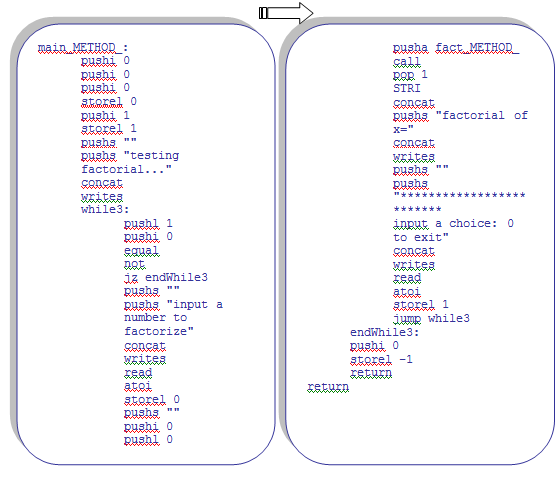 main_METHOD_:
pushi 0
pushi 0
pushi 0
storel 0
pushi 1
storel 1
pushs ""
pushs "testing
factorial..."
concat
writes
while3:
pushl 1
pushi 0
equal
not
jz endWhile3
pushs ""
pushs "input a
number to
factorize"
concat
writes
read
atoi
storel 0
pushs ""
pushi 0
pushl 0
pusha fact_METHOD_
call
pop 1
STRI
concat
pushs "factorial of
x="
concat
writes
pushs ""
pushs
"******************
*******
input a choice: 0
to exit"
concat
writes
read
atoi
storel 1
jump while3
endWhile3:
pushi 0
storel -1
return
return